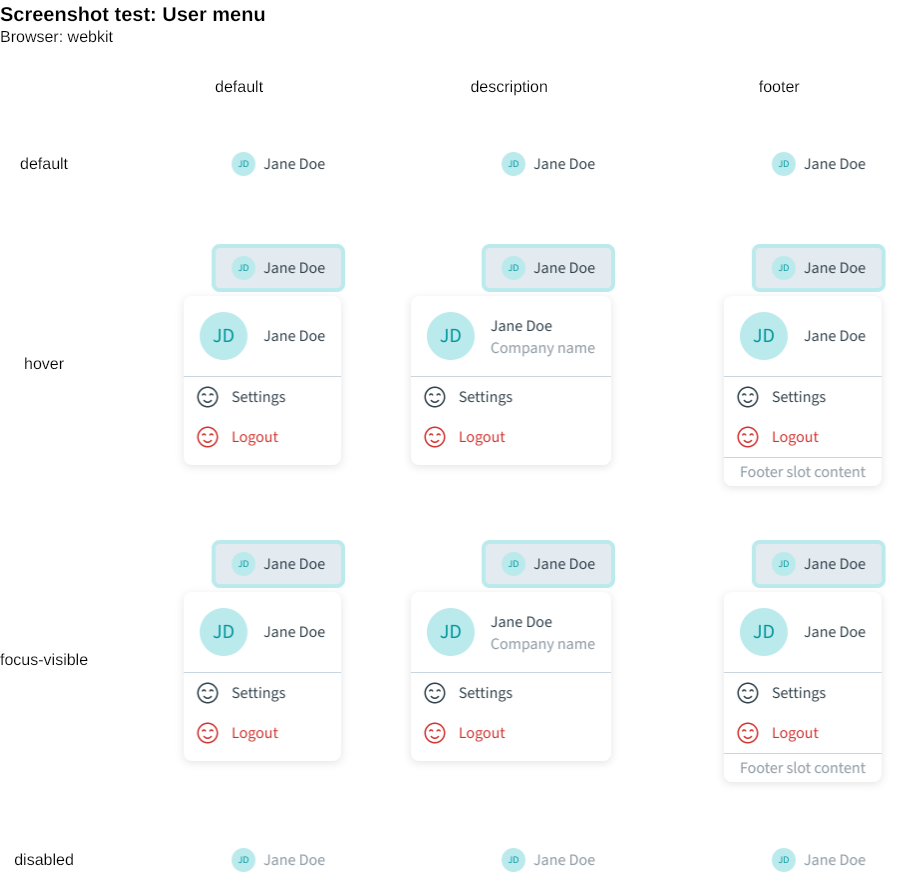 Screenshot test: User menu
Browser: webkit
default description footer
default JD Jane Doe JD Jane Doe JD Jane Doe
JD Jane Doe JD Jane Doe JD Jane Doe
JD Jane Doe JD Jane Doe JD Jane Doe
Company name
hover
Settings Settings Settings
Logout Logout Logout
Footer slot content
JD Jane Doe JD Jane Doe JD Jane Doe
JD Jane Doe JD Jane Doe JD Jane Doe
Company name
focus-visible
Settings Settings Settings
Logout Logout Logout
Footer slot content
disabled JD Jane Doe JD Jane Doe JD Jane Doe